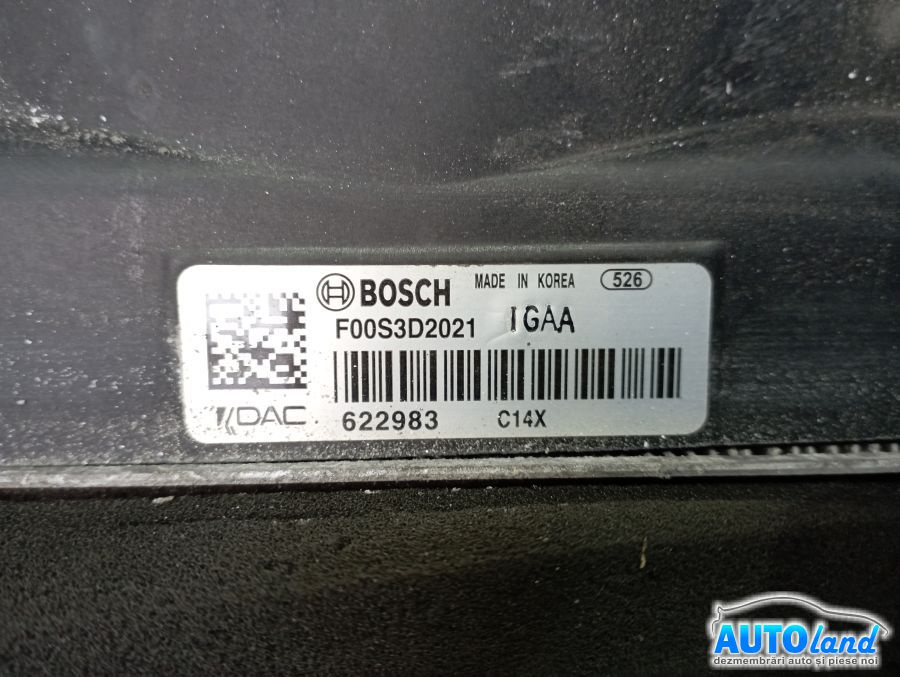 BOSCH MADE IN KOREA 526
F00S3D2021 IGAA
DAC 622983 C14X
AUTOland
dezmembrări auto și piese noi